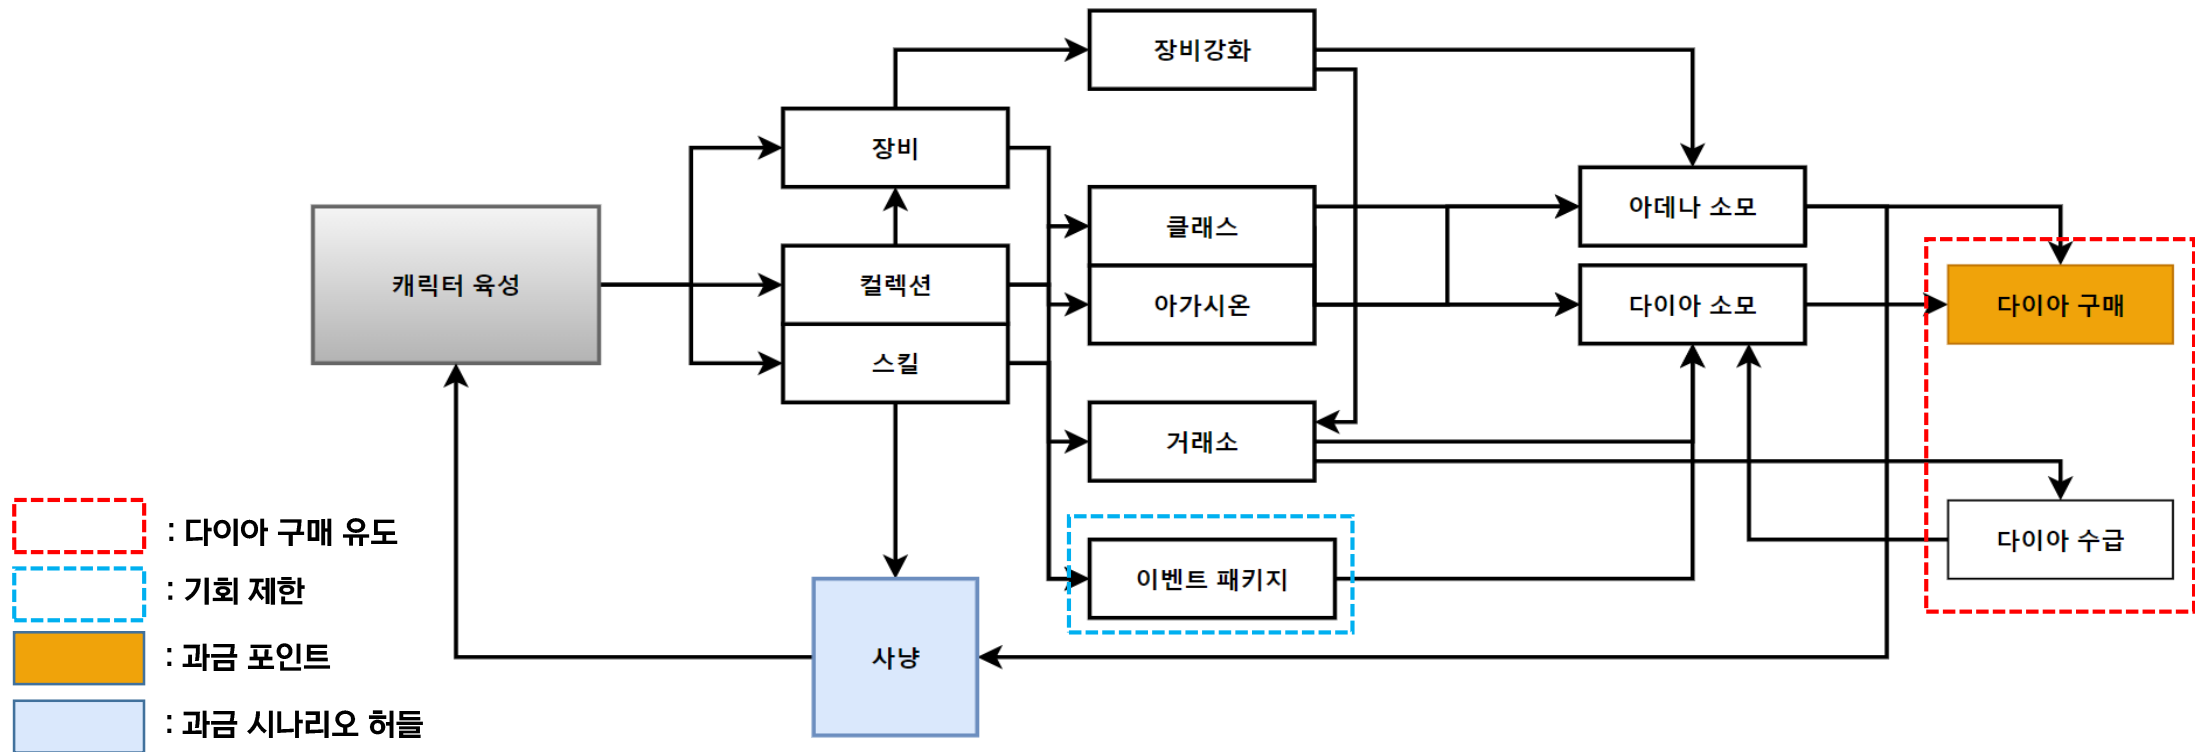 장비강화
장비
클래스
아데나 소모
캐릭터 육성
컬렉션
아가시온
다이아 소모
다이아 구매
스킬
거래소
: 다이아 구매 유도
다이아 수급
: 기회 제한
이벤트 패키지
: 과금 포인트
사냥
: 과금 시나리오 허들